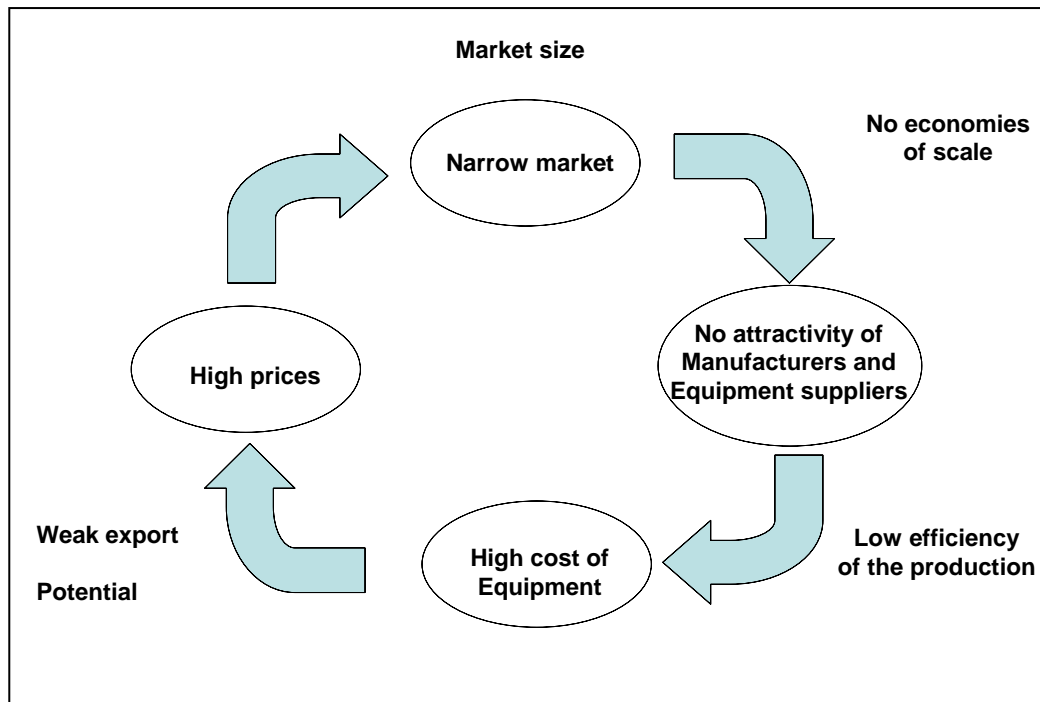 Market size
Narrow market
No economies
of scale
No attractivity of
Manufacturers and
Equipment suppliers
High prices
Weak export
Potential
High cost of
Equipment
Low efficiency
of the production